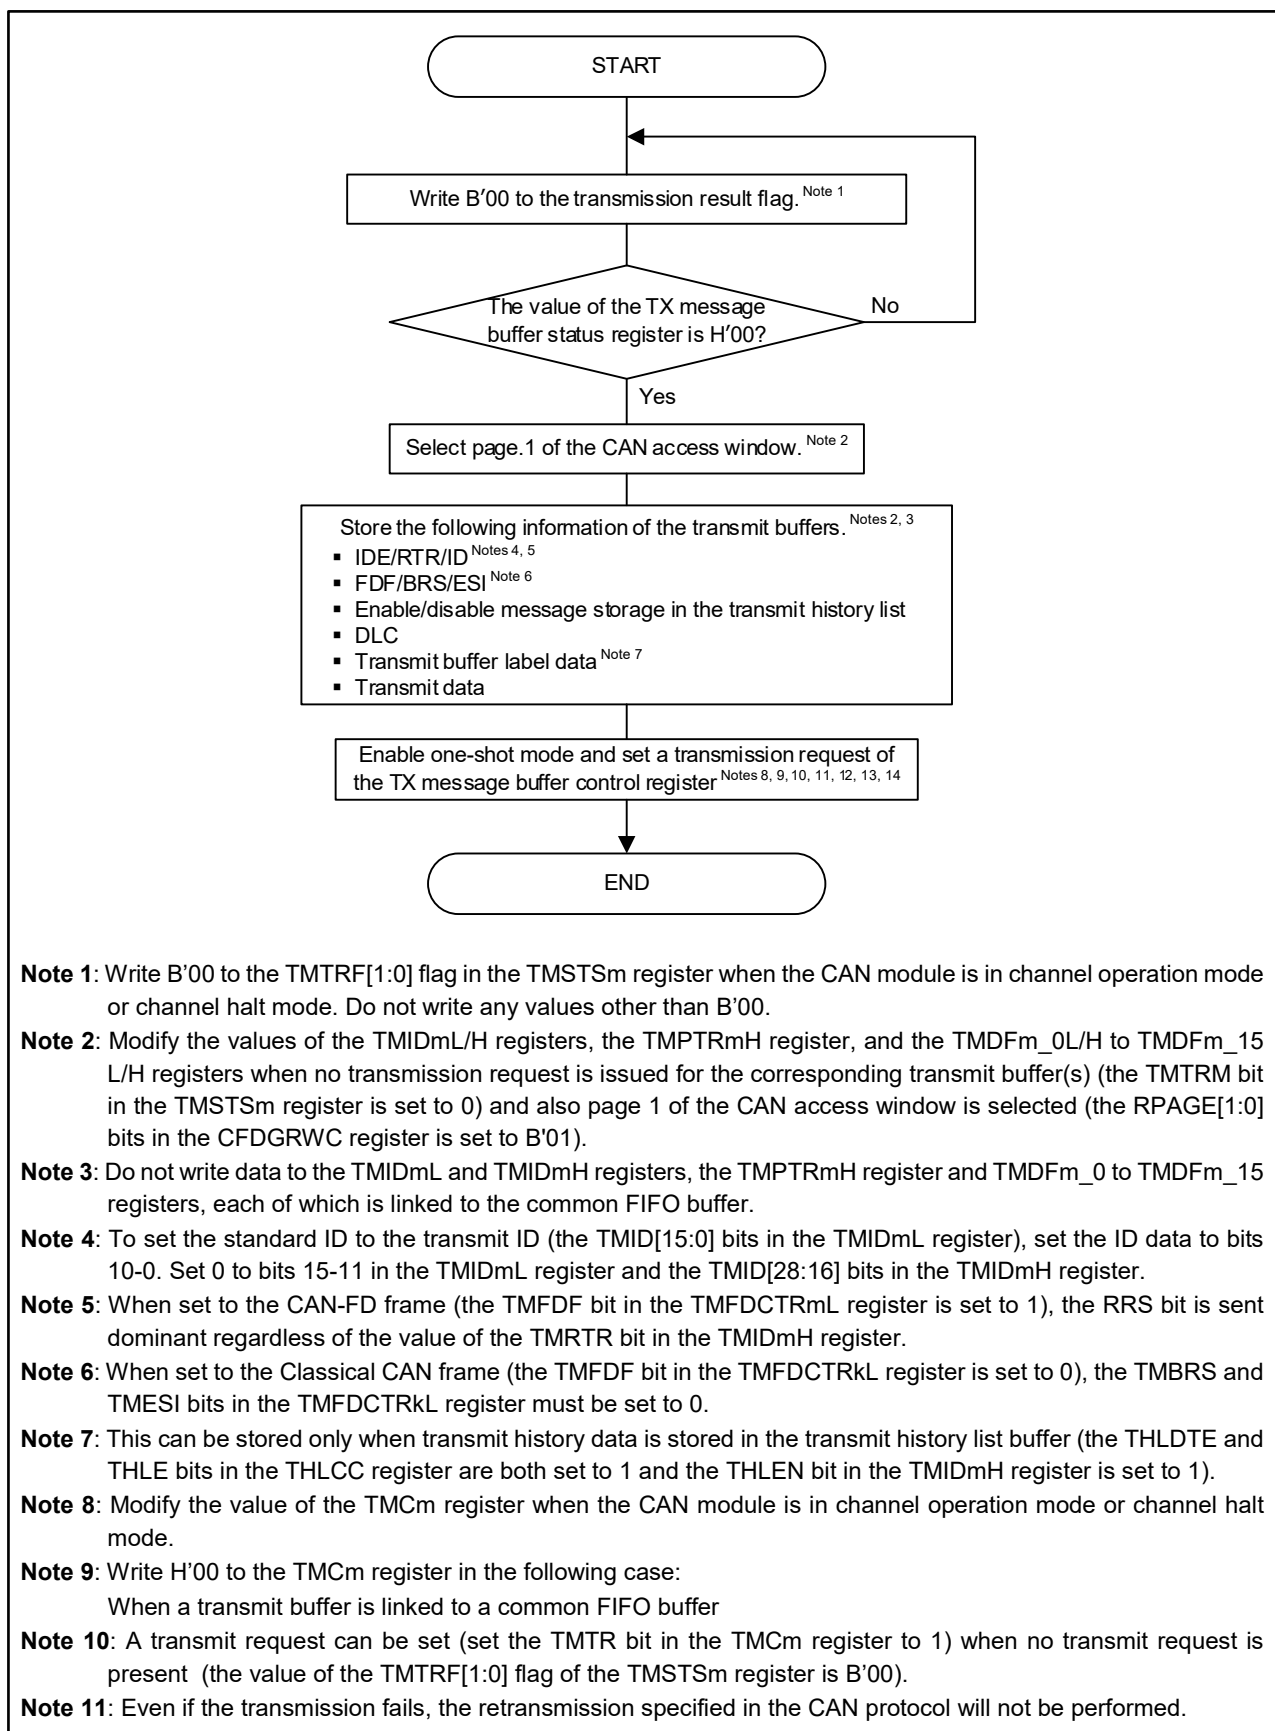 START
Write B′00 to the transmission result flag. Note 1
The value of the TX message
buffer status register is H′00?
No
Yes
Select page.1 of the CAN access window. Note 2
Store the following information of the transmit buffers. Notes 2, 3
▪ IDE/RTR/ID Notes 4, 5
▪ FDF/BRS/ESI Note 6
▪ Enable/disable message storage in the transmit history list
▪ DLC
▪ Transmit buffer label data Note 7
▪ Transmit data
Enable one-shot mode and set a transmission request of
the TX message buffer control register Notes 8, 9, 10, 11, 12, 13, 14
END
Note 1: Write B’00 to the TMTRF[1:0] flag in the TMSTSm register when the CAN module is in channel operation mode
or channel halt mode. Do not write any values other than B’00.
Note 2: Modify the values of the TMIDmL/H registers, the TMPTRmH register, and the TMDFm_0L/H to TMDFm_15
L/H registers when no transmission request is issued for the corresponding transmit buffer(s) (the TMTRM bit
in the TMSTSm register is set to 0) and also page 1 of the CAN access window is selected (the RPAGE[1:0]
bits in the CFDGRWC register is set to B'01).
Note 3: Do not write data to the TMIDmL and TMIDmH registers, the TMPTRmH register and TMDFm_0 to TMDFm_15
registers, each of which is linked to the common FIFO buffer.
Note 4: To set the standard ID to the transmit ID (the TMID[15:0] bits in the TMIDmL register), set the ID data to bits
10-0. Set 0 to bits 15-11 in the TMIDmL register and the TMID[28:16] bits in the TMIDmH register.
Note 5: When set to the CAN-FD frame (the TMFDF bit in the TMFDCTRmL register is set to 1), the RRS bit is sent
dominant regardless of the value of the TMRTR bit in the TMIDmH register.
Note 6: When set to the Classical CAN frame (the TMFDF bit in the TMFDCTRkL register is set to 0), the TMBRS and
TMESI bits in the TMFDCTRkL register must be set to 0.
Note 7: This can be stored only when transmit history data is stored in the transmit history list buffer (the THLDTE and
THLE bits in the THLCC register are both set to 1 and the THLEN bit in the TMIDmH register is set to 1).
Note 8: Modify the value of the TMCm register when the CAN module is in channel operation mode or channel halt
mode.
Note 9: Write H’00 to the TMCm register in the following case:
When a transmit buffer is linked to a common FIFO buffer
Note 10: A transmit request can be set (set the TMTR bit in the TMCm register to 1) when no transmit request is
present (the value of the TMTRF[1:0] flag of the TMSTSm register is B’00).
Note 11: Even if the transmission fails, the retransmission specified in the CAN protocol will not be performed.